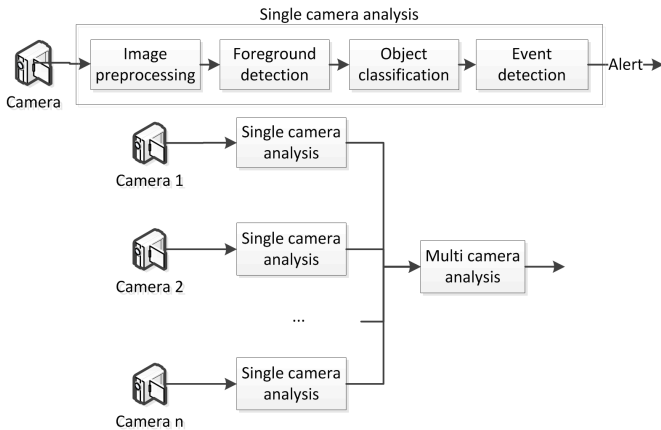 Single camera analysis
Image
preprocessing
Foreground
detection
Object
classification
Event
detection
Alert
Camera
Single camera
analysis
Camera 1
Single camera
analysis
Camera 2
Multi camera
analysis
...
Single camera
analysis
Camera n